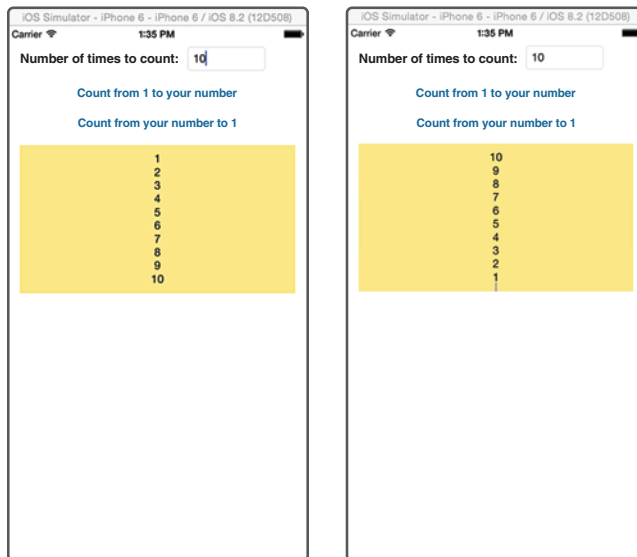 iOS Simulator - iPhone 6 - iPhone 6 / iOS 8.2 (12D508)
Carrier 1:35 PM
Number of times to count: 10
Count from 1 to your number
Count from your number to 1
1
2
3
4
5
6
7
8
9
10
iOS Simulator - iPhone 6 - iPhone 6 / iOS 8.2 (12D508)
Carrier 1:35 PM
Number of times to count: 10
Count from 1 to your number
Count from your number to 1
10
9
8
7
6
5
4
3
2
1